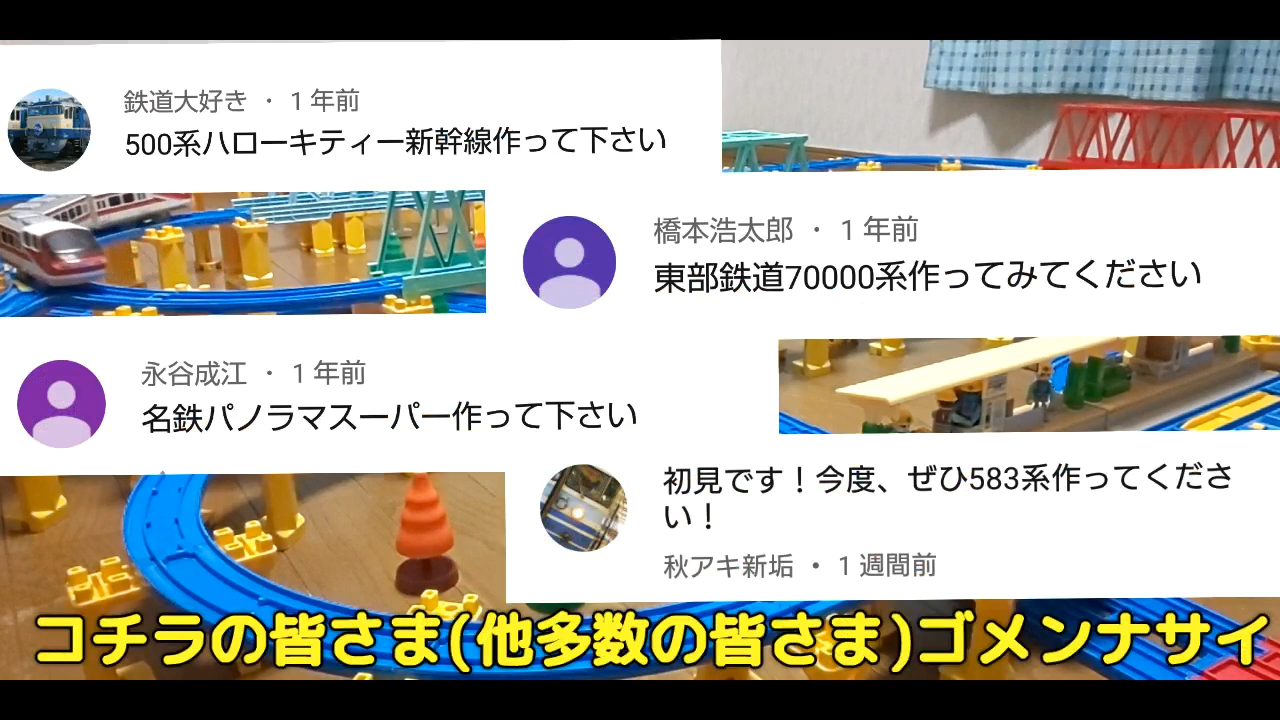 鉄道大好き ・ 1 年前
500系ハローキティー新幹線作って下さい
橋本浩太郎 ・ 1 年前
東部鉄道70000系作ってみてください
永谷成江 ・ 1 年前
名鉄パノラマスーパー作って下さい
初見です！今度、ぜひ583系作ってくださ
い！
秋アキ新垢 • 1 週間前
コチラの皆さま(他多数の皆さま)ゴメンナサイ